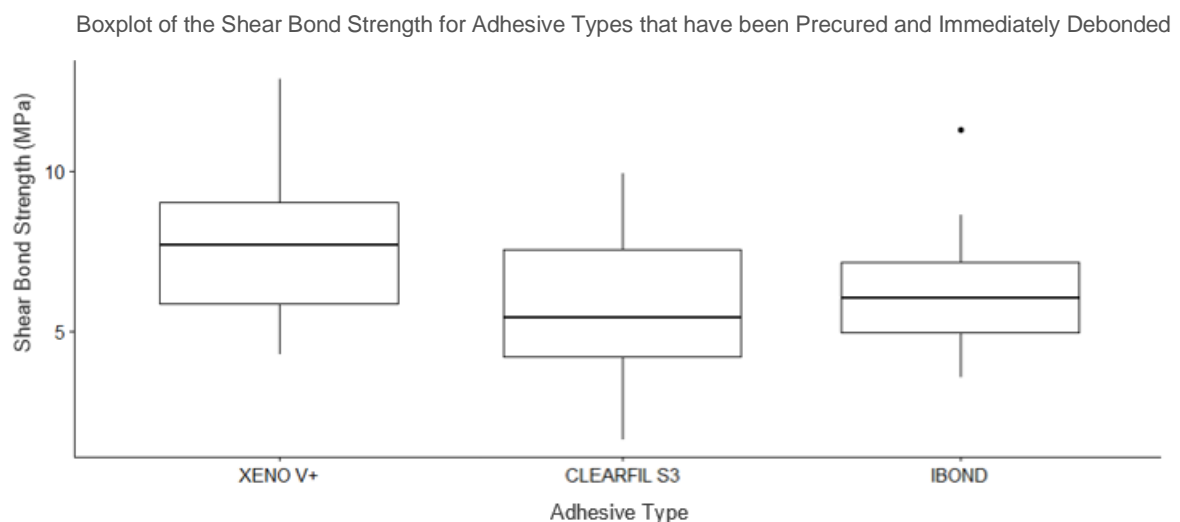 Boxplot of the Shear Bond Strength for Adhesive Types that have been Precured and Immediately Debonded
Shear Bond Strength (MPa)
10
5
XENO V+ CLEARFIL S3 IBOND
Adhesive Type